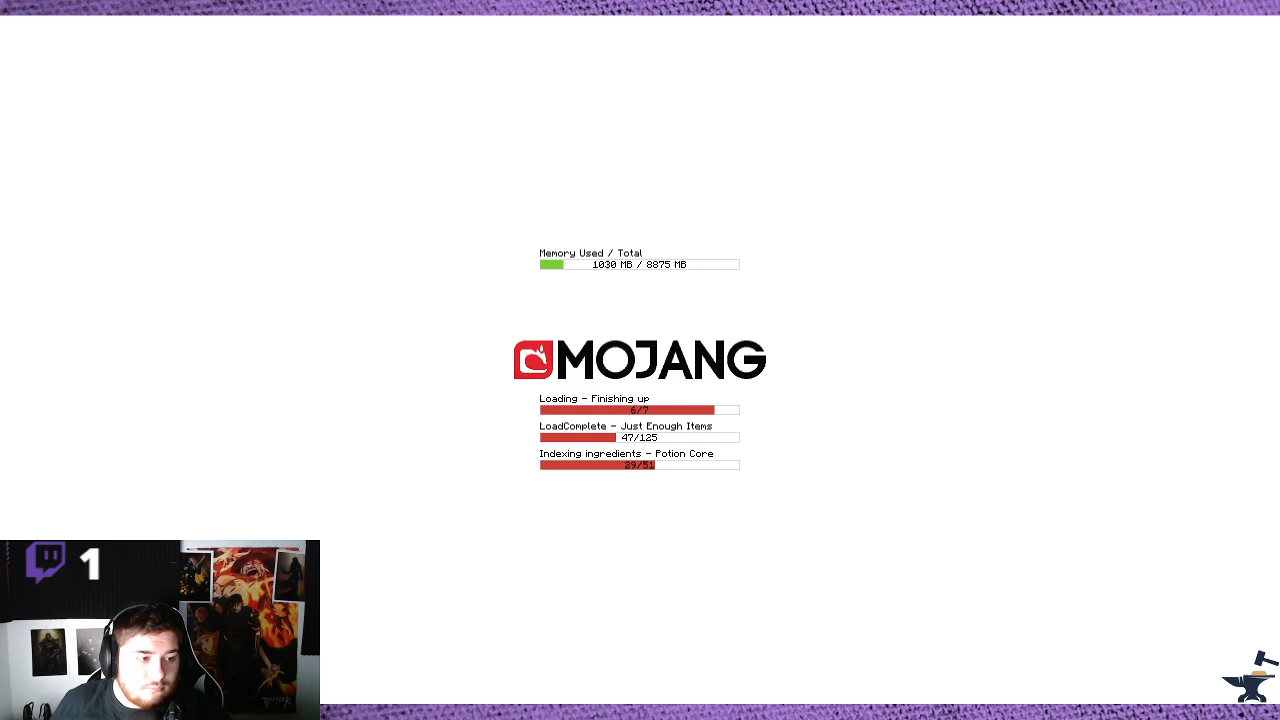 Memory Used / Total
1030 MB / 8875 MB
MOJANG
Loading - Finishing up
6/7
LoadComplete - Just Enough Items
47/125
Indexing ingredients - Potion Core
29/51
1